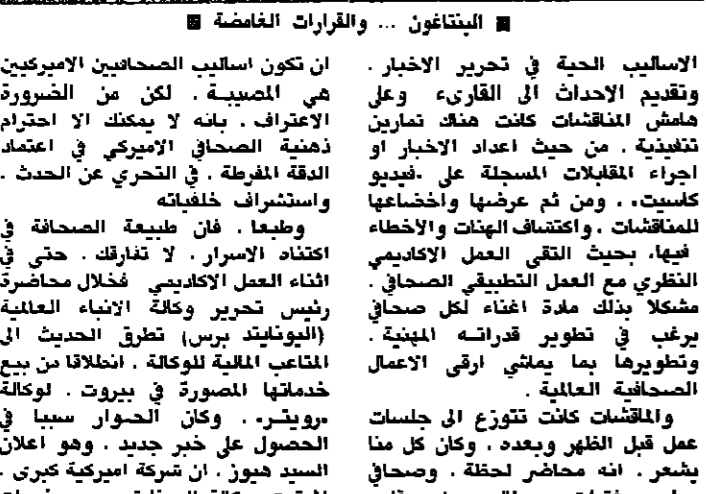 ■ البنتاغون ... والقرارات الغامضة ■
الاساليب الحية في تحرير الاخبار .
وتقديم الاحداث الى القارىء وعلى
هامش المناقشات كانت هناك تمارين
تنفيذية . من حيث اعداد الاخبار او
اجراء المقابلات المسجلة على «فيديو
كاسيت» . ومن ثم عرضها واخضاعها
للمناقشات . واكتشاف الهنات والأخطاء
فيها، بحيث التقى العمل الاكاديمي
النظري مع العمل التطبيقي الصحافي .
مشكلا بذلك مادة اغناء لكل صحافي
يرغب في تطوير قدراتـه المهنية .
وتطويرها بما يماشي ارقى الاعمال
الصحافية العالمية .
والمناقشات كانت تتوزع الى جلسات
عمل قبل الظهر وبعده . وكان كل منا
يشعر . انه محاضر لحظة . وصحافي
ان تكون اساليب الصحافيين الاميركيين
هي المصيبـة . لكن من الضرورة
الاعتراف . بانه لا يمكنك الا احترام
ذهنية الصحافي الاميركي في اعتماد
الدقة المفرطة . في التحري عن الحدث .
واستشراف خلفياته
وطبعا . فان طبيعة الصحافة في
اكتناه الاسرار . لا تفارقك . حتى في
اثناء العمل الاكاديمي فخلال محاضرة
رئيس تحرير وكالة الانباء العالمية
(اليونايتد برس) تطرق الحديث الى
المتاعب المالية للوكالة . انطلاقا من بيع
خدماتها المصورة في بيروت . لوكالة
«رويتـر» . وكان الحـوار سببا في
الحصول على خبر جديد . وهو اعلان
السيد هيوز . ان شركة اميركية كبرى .